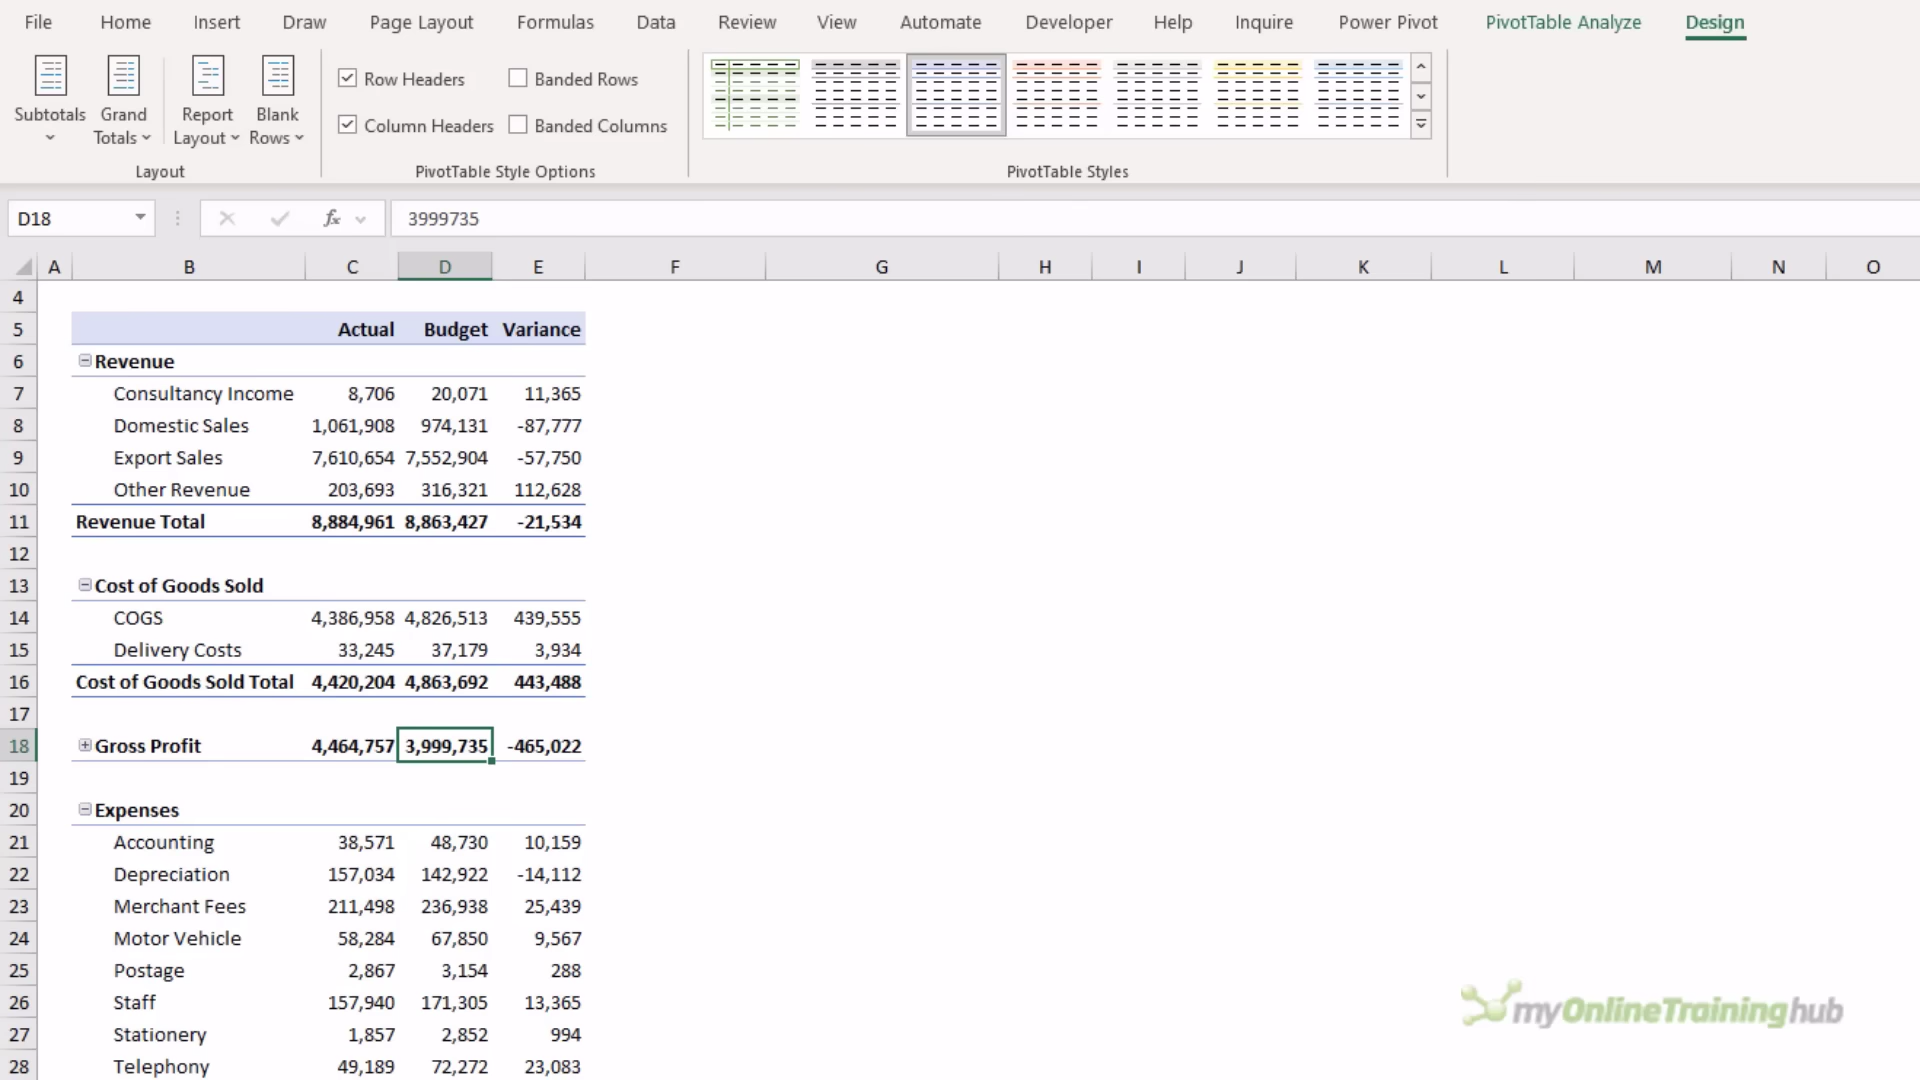 File Home Insert Draw Page Layout Formulas Data Review View Automate Developer Help Inquire Power Pivot PivotTable Analyze Design
Subtotals Grand Totals Report Layout Blank Rows
Layout
Row Headers Banded Rows
Column Headers Banded Columns
PivotTable Style Options
PivotTable Styles
D18 fx 3999735
A B C D E F G H I J K L M N O
4
5 Actual Budget Variance
6 Revenue
7 Consultancy Income 8,706 20,071 11,365
8 Domestic Sales 1,061,908 974,131 -87,777
9 Export Sales 7,610,654 7,552,904 -57,750
10 Other Revenue 203,693 316,321 112,628
11 Revenue Total 8,884,961 8,863,427 -21,534
12
13 Cost of Goods Sold
14 COGS 4,386,958 4,826,513 439,555
15 Delivery Costs 33,245 37,179 3,934
16 Cost of Goods Sold Total 4,420,204 4,863,692 443,488
17
18 Gross Profit 4,464,757 3,999,735 -465,022
19
20 Expenses
21 Accounting 38,571 48,730 10,159
22 Depreciation 157,034 142,922 -14,112
23 Merchant Fees 211,498 236,938 25,439
24 Motor Vehicle 58,284 67,850 9,567
25 Postage 2,867 3,154 288
26 Staff 157,940 171,305 13,365
27 Stationery 1,857 2,852 994
28 Telephony 49,189 72,272 23,083
myOnlineTraininghub